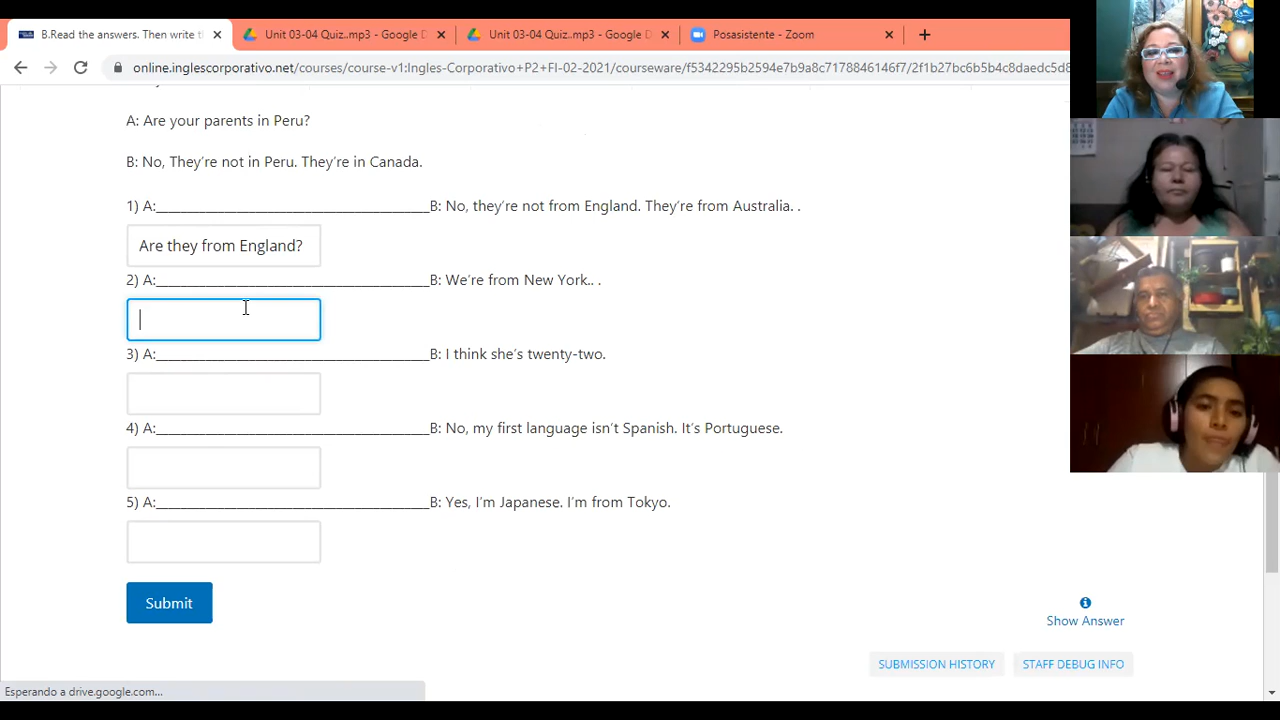 B.Read the answers. Then write t
Unit 03-04 Quiz..mp3 - Google D
Unit 03-04 Quiz..mp3 - Google D
Posasistente - Zoom
online.inglescorporativo.net/courses/course-v1:Ingles-Corporativo+P2+FI-02-2021/courseware/f5342295b2594e7b9a8c7178846146f7/2f1b27bc6b5b4c8daedc5d8
A: Are your parents in Peru?
B: No, They're not in Peru. They're in Canada.
1) A:___________________________________B: No, they're not from England. They're from Australia. .
Are they from England?
2) A:___________________________________B: We're from New York.. .
3) A:___________________________________B: I think she's twenty-two.
4) A:___________________________________B: No, my first language isn't Spanish. It's Portuguese.
5) A:___________________________________B: Yes, I'm Japanese. I'm from Tokyo.
Submit
Show Answer
SUBMISSION HISTORY
STAFF DEBUG INFO
Esperando a drive.google.com...